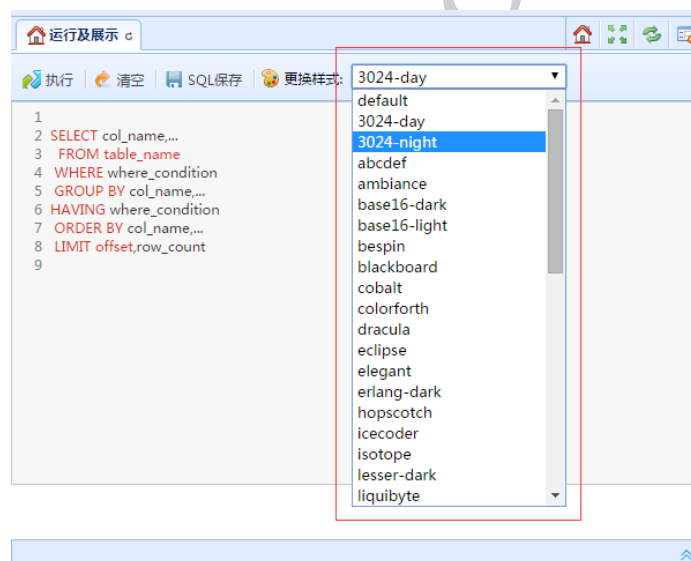 运行及展示
执行 清空 SQL保存 更换样式: 3024-day
1
2 SELECT col_name,...
3 FROM table_name
4 WHERE where_condition
5 GROUP BY col_name,...
6 HAVING where_condition
7 ORDER BY col_name,...
8 LIMIT offset,row_count
9
default
3024-day
3024-night
abcdef
ambiance
base16-dark
base16-light
bespin
blackboard
cobalt
colorforth
dracula
eclipse
elegant
erlang-dark
hopscotch
icecoder
isotope
lesser-dark
liquibyte